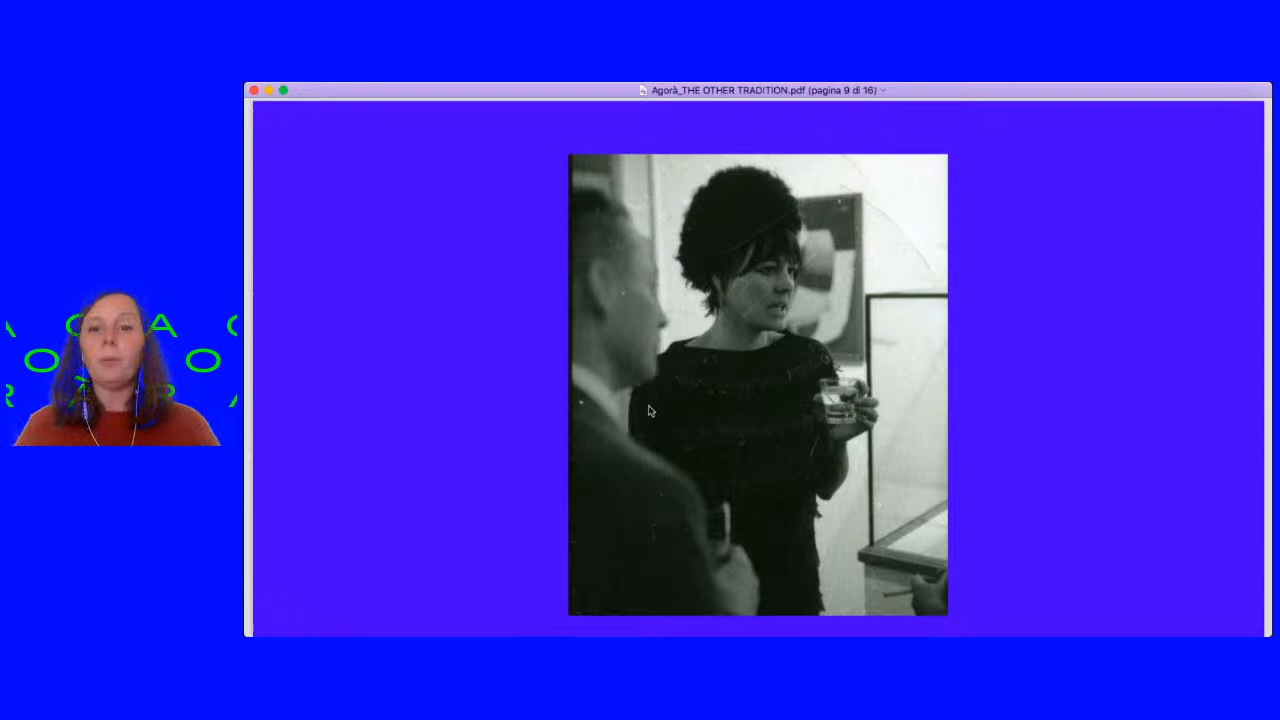 Agorà_THE OTHER TRADITION.pdf (pagina 9 di 16)
A G A G
O O
R A R A